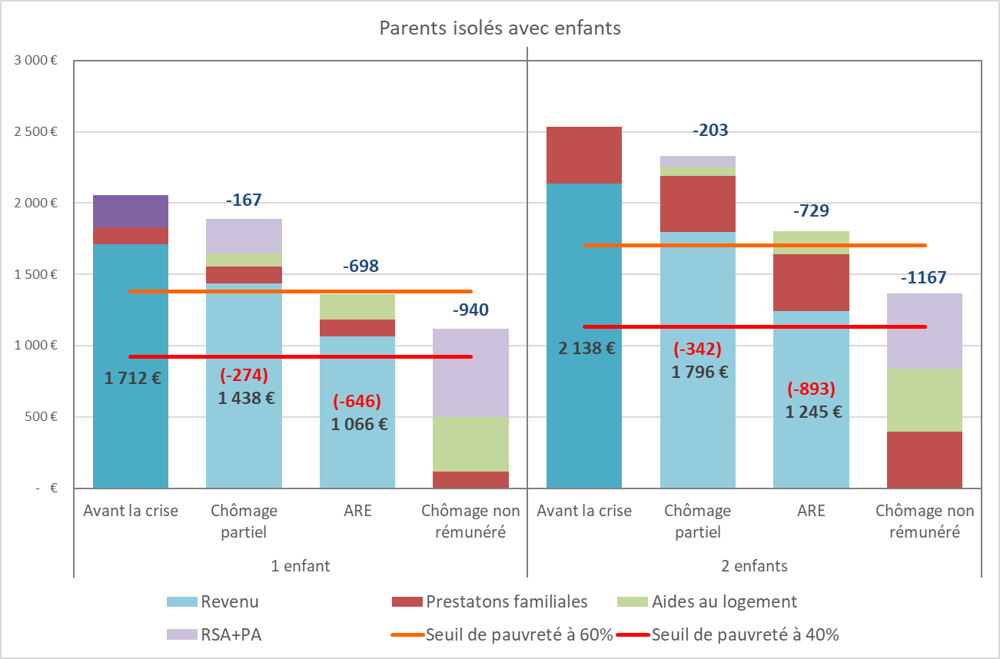 Parents isolés avec enfants
3 000 €
2 500 €
2 000 €
1 500 €
1 000 €
500 €
- €
-167
-698
-940
-203
-729
-1167
1 712 €
(-274)
1 438 €
(-646)
1 066 €
2 138 €
(-342)
1 796 €
(-893)
1 245 €
Avant la crise
Chômage
partiel
ARE
Chômage non
rémunéré
Avant la crise
Chômage
partiel
ARE
Chômage non
rémunéré
1 enfant
2 enfants
Revenu
Prestatons familiales
Aides au logement
RSA+PA
Seuil de pauvreté à 60%
Seuil de pauvreté à 40%